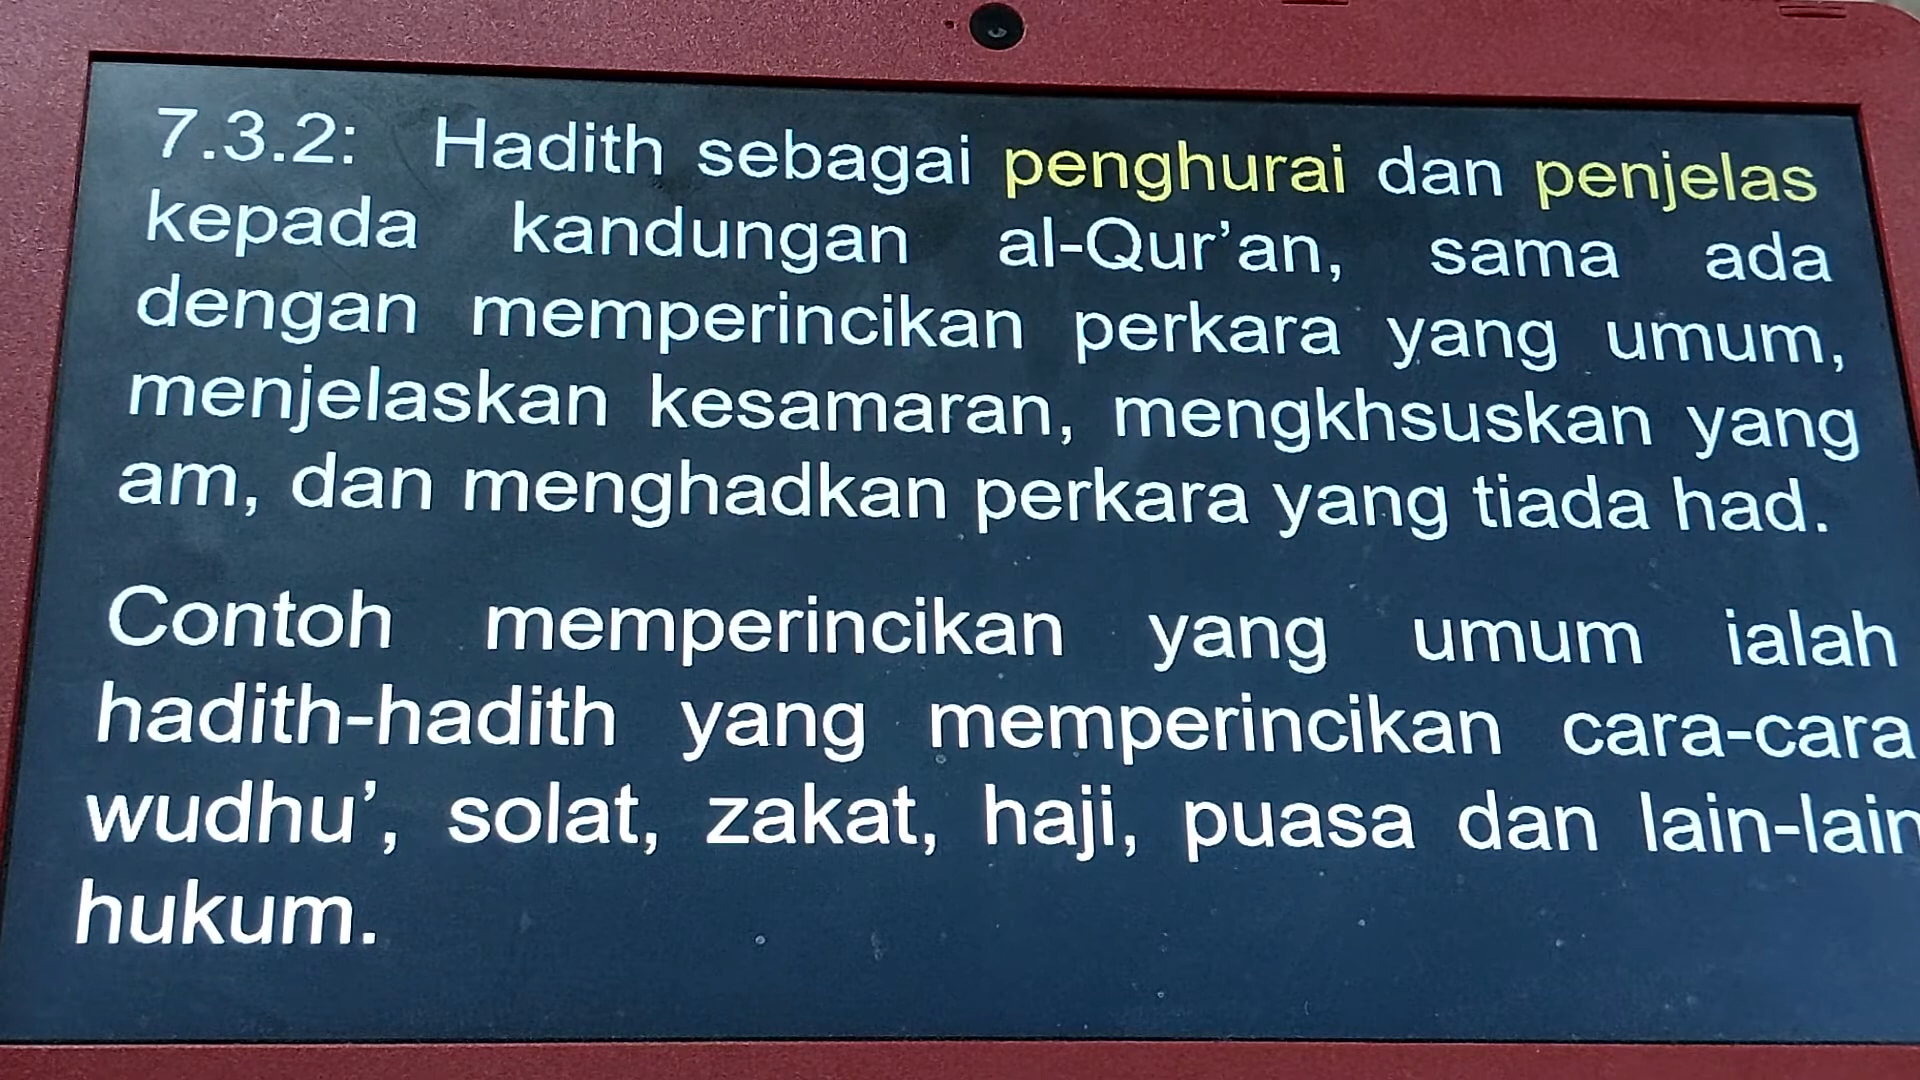 7.3.2: Hadith sebagai penghurai dan penjelas
kepada kandungan al-Qur’an, sama ada
dengan memperincikan perkara yang umum,
menjelaskan kesamaran, mengkhsuskan yang
am, dan menghadkan perkara yang tiada had.
Contoh memperincikan yang umum ialah
hadith-hadith yang memperincikan cara-cara
wudhu’, solat, zakat, haji, puasa dan lain-lain
hukum.